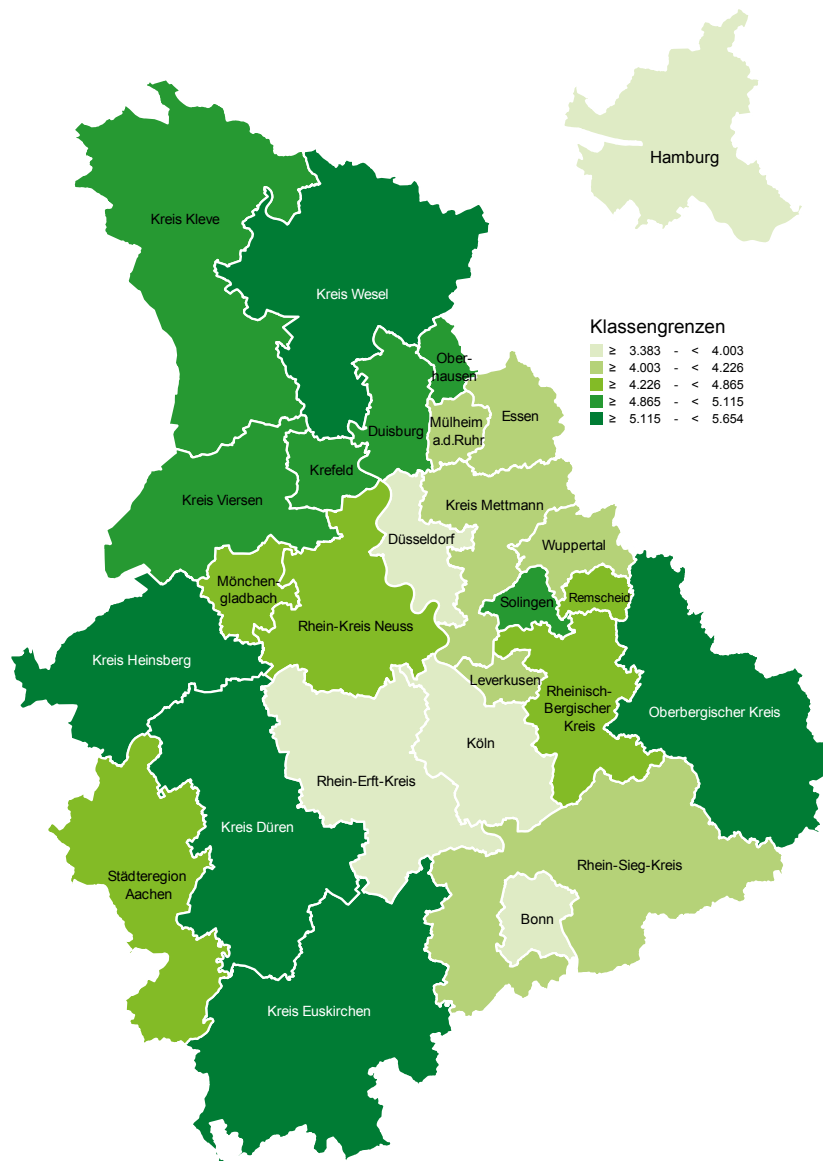 Hamburg
Kreis Kleve
Kreis Wesel
Klassengrenzen
≥ 3.383 - < 4.003
≥ 4.003 - < 4.226
≥ 4.226 - < 4.865
≥ 4.865 - < 5.115
≥ 5.115 - < 5.654
Ober-
hausen
Essen
Mülheim
a.d.Ruhr
Duisburg
Krefeld
Kreis Viersen
Kreis Mettmann
Düsseldorf
Wuppertal
Mönchen-
gladbach
Solingen
Remscheid
Rhein-Kreis Neuss
Kreis Heinsberg
Leverkusen
Rheinisch-
Bergischer
Kreis
Oberbergischer Kreis
Köln
Rhein-Erft-Kreis
Kreis Düren
Rhein-Sieg-Kreis
Städteregion
Aachen
Bonn
Kreis Euskirchen